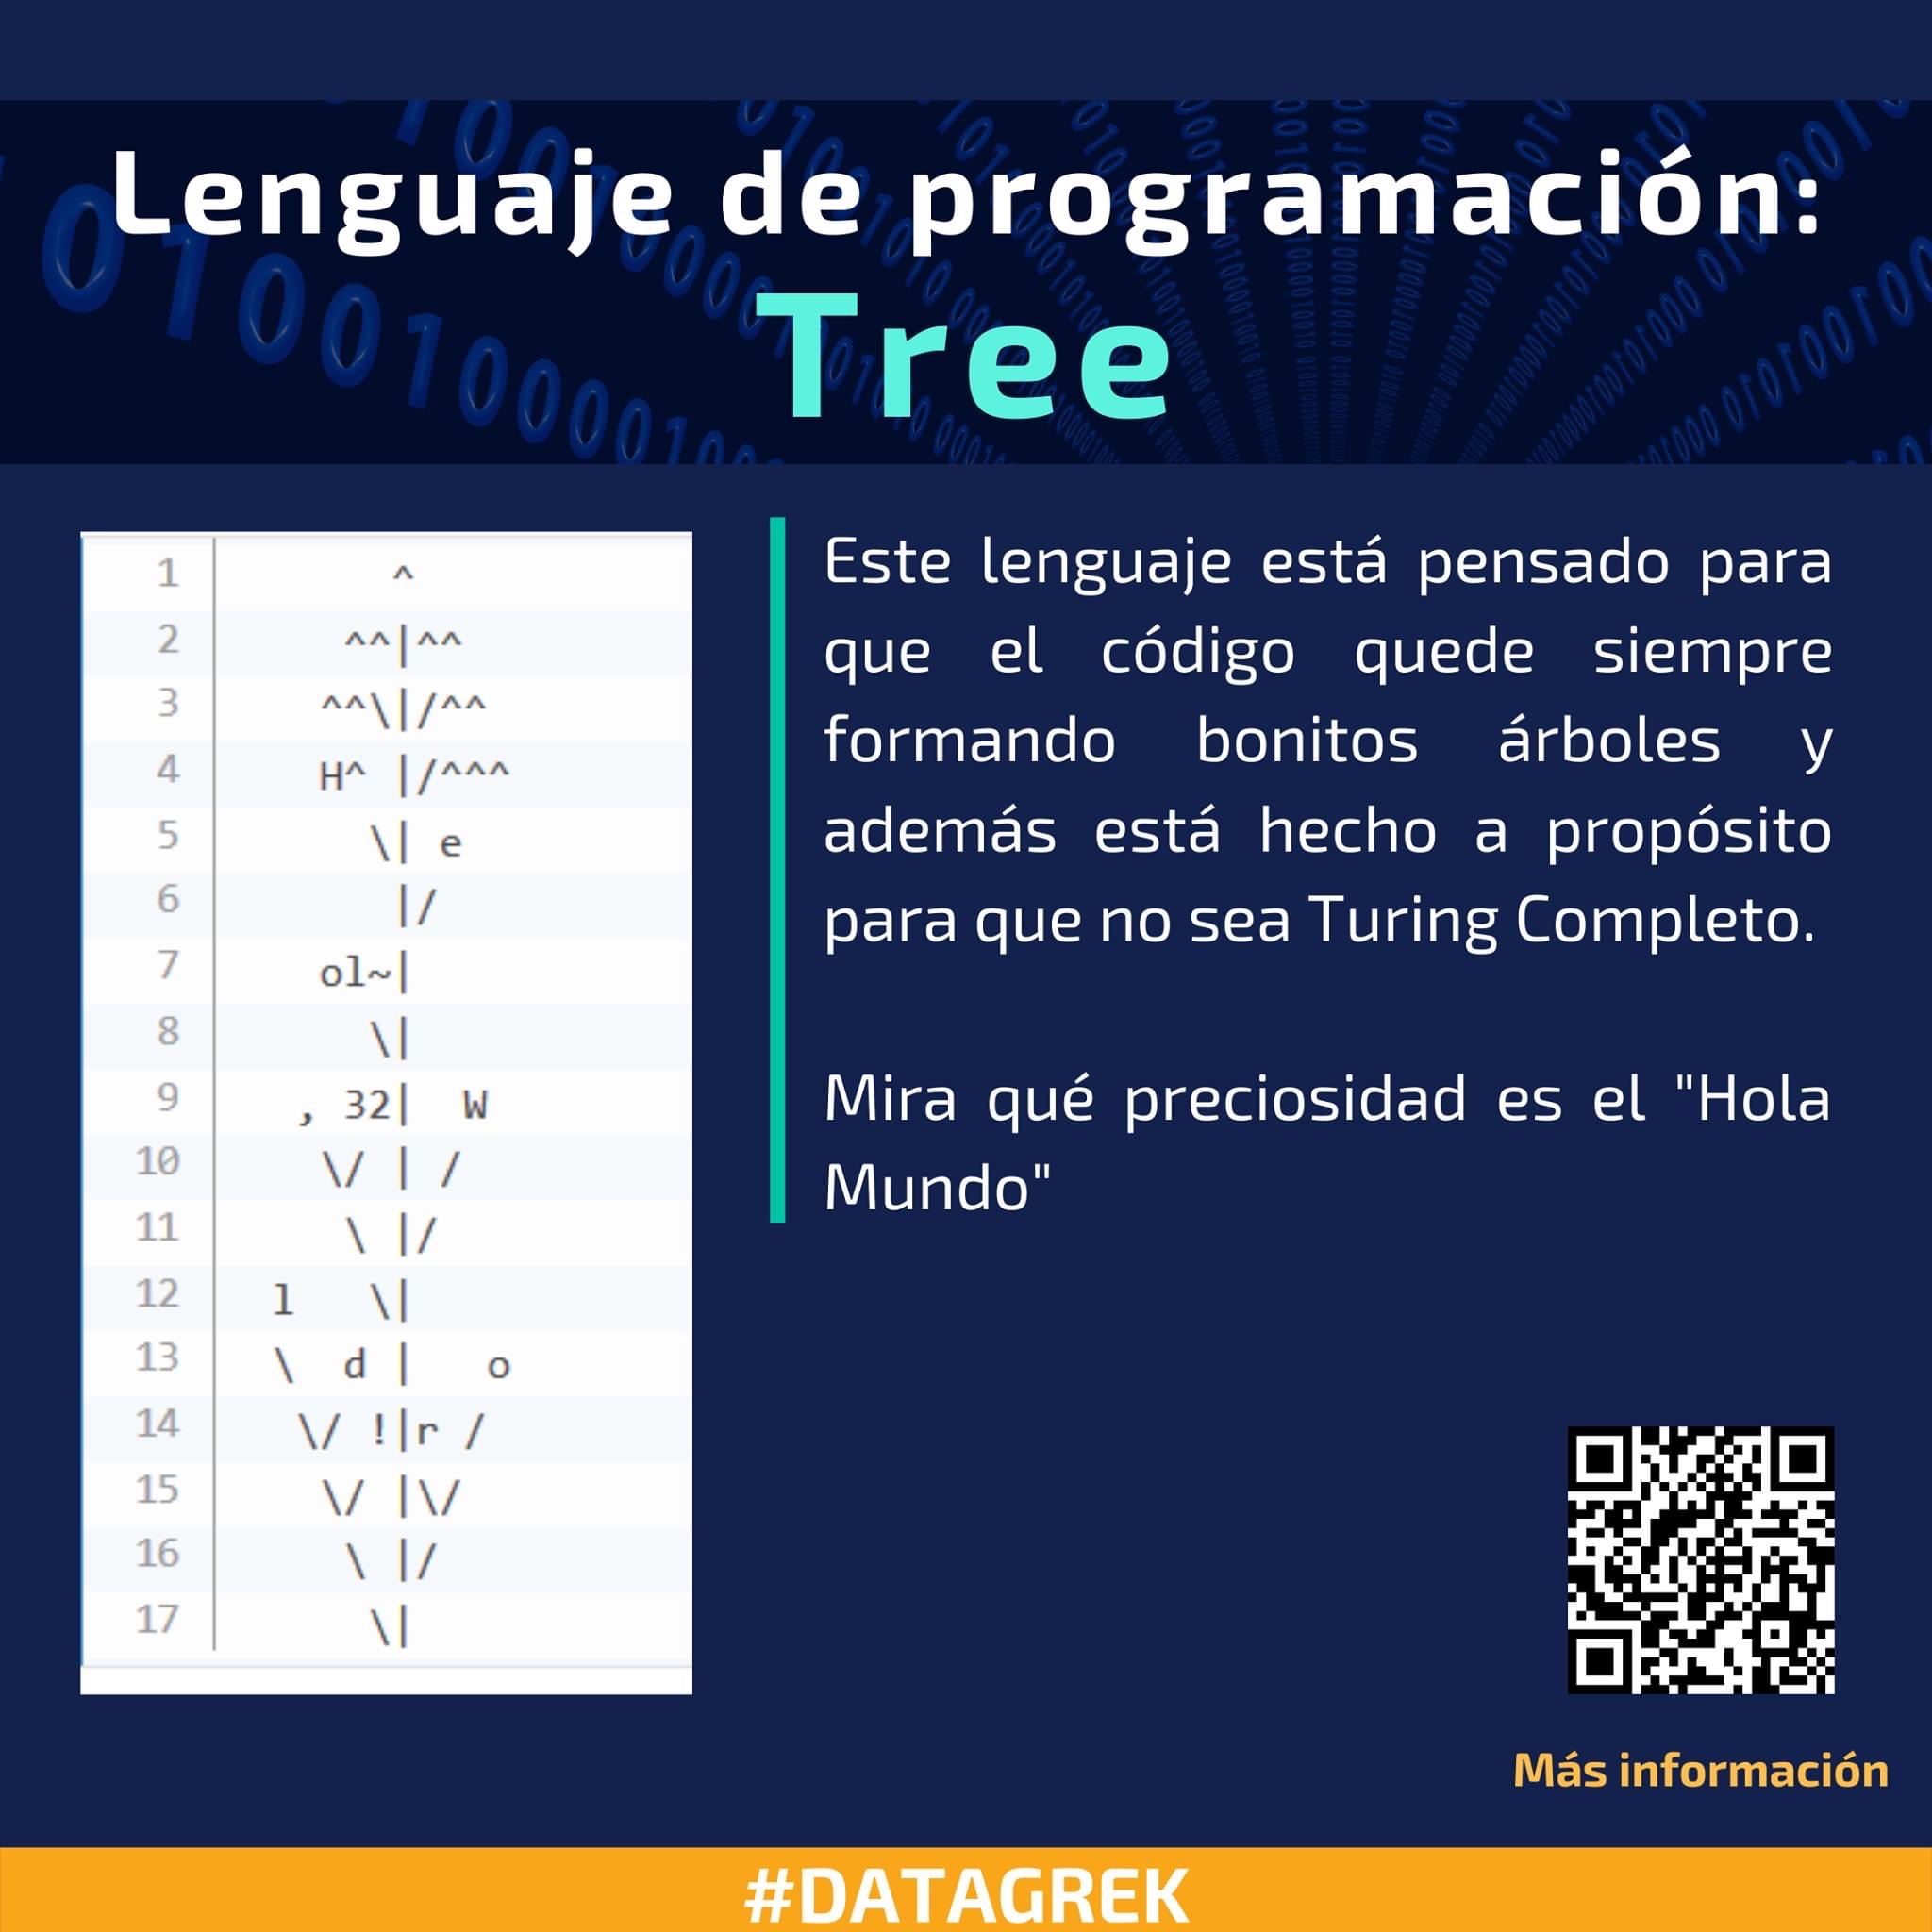 Lenguaje de programación:
Tree
1        ^
2      ^^|^^
3     ^^\|/^^
4     H^ |/^^^
5       \| e
6        |/
7     ol~|
8       \|
9    , 32|  W
10     \/ | /
11      \ |/
12   l   \|
13   \  d |   o
14    \/ !|r /
15     \/ |\/
16      \ |/
17       \|
Este lenguaje está pensado para
que el código quede siempre
formando bonitos árboles y
además está hecho a propósito
para que no sea Turing Completo.
Mira qué preciosidad es el "Hola
Mundo"
Más información
#DATAGREK